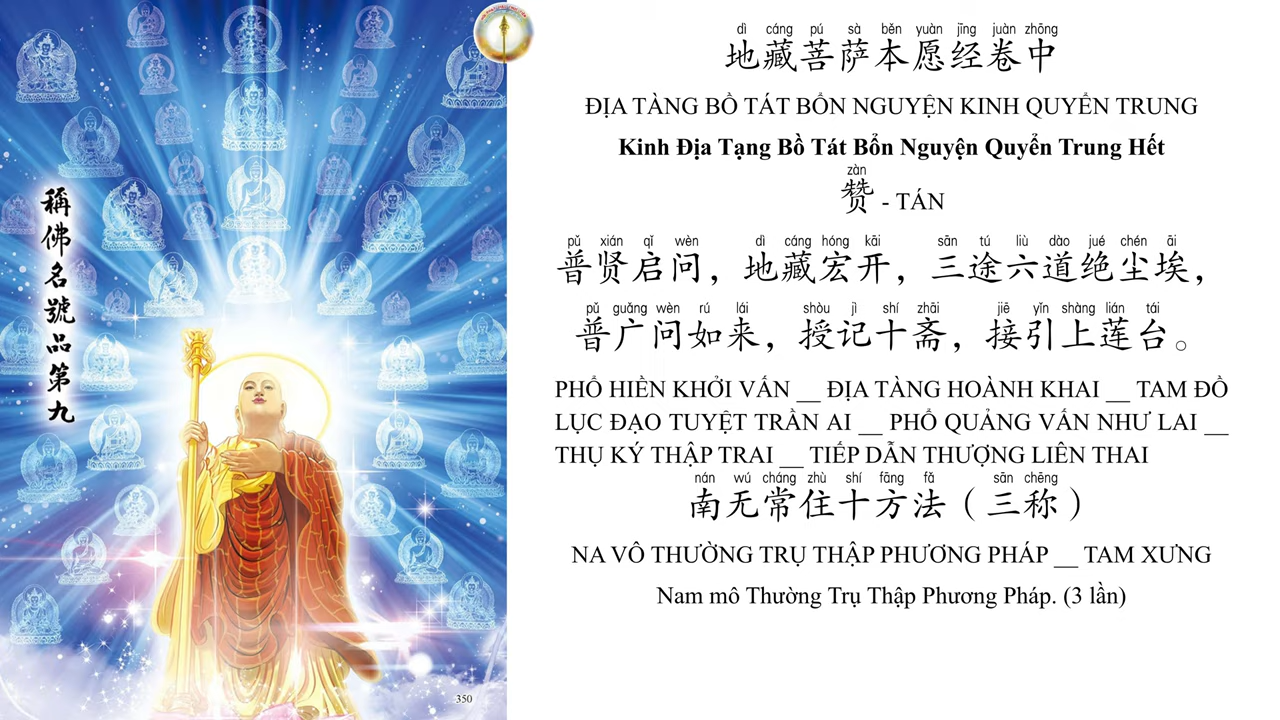 稱佛名號品第九
350
dì cáng pú sà běn yuàn jīng juàn zhōng
地藏菩萨本愿经卷中
ĐỊA TÀNG BỒ TÁT BỔN NGUYỆN KINH QUYỂN TRUNG
Kinh Địa Tạng Bồ Tát Bổn Nguyện Quyển Trung Hết
zàn
赞 - TÁN
pǔ xián qǐ wèn dì cáng hóng kāi sān tú liù dào jué chén āi
普贤启问，地藏宏开，三途六道绝尘埃，
pǔ guǎng wèn rú lái shòu jì shí zhāi jiē yǐn shàng lián tái
普广问如来，授记十斋，接引上莲台。
PHỔ HIỀN KHỞI VẤN __ ĐỊA TÀNG HOÀNH KHAI __ TAM ĐỒ
LỤC ĐẠO TUYỆT TRẦN AI __ PHỔ QUẢNG VẤN NHƯ LAI __
THỤ KÝ THẬP TRAI __ TIẾP DẪN THƯỢNG LIÊN THAI
nán wú cháng zhù shí fāng fǎ sān chēng
南无常住十方法（三称）
NA VÔ THƯỜNG TRỤ THẬP PHƯƠNG PHÁP __ TAM XƯNG
Nam mô Thường Trụ Thập Phương Pháp. (3 lần)